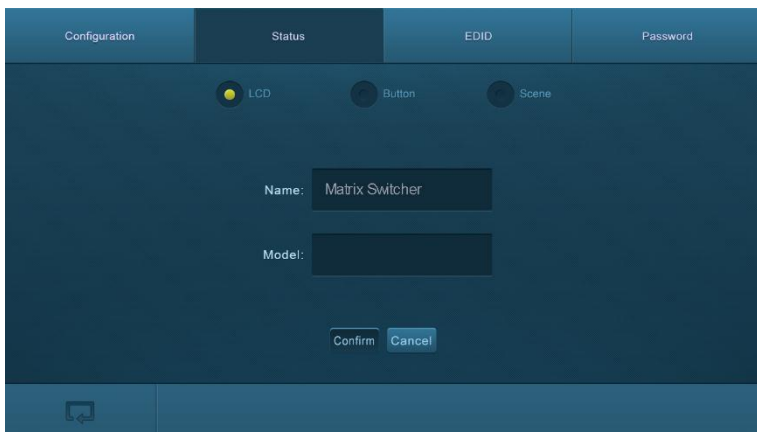 Configuration Status EDID Password
LCD Button Scene
Name: Matrix Switcher
Model:
Confirm Cancel